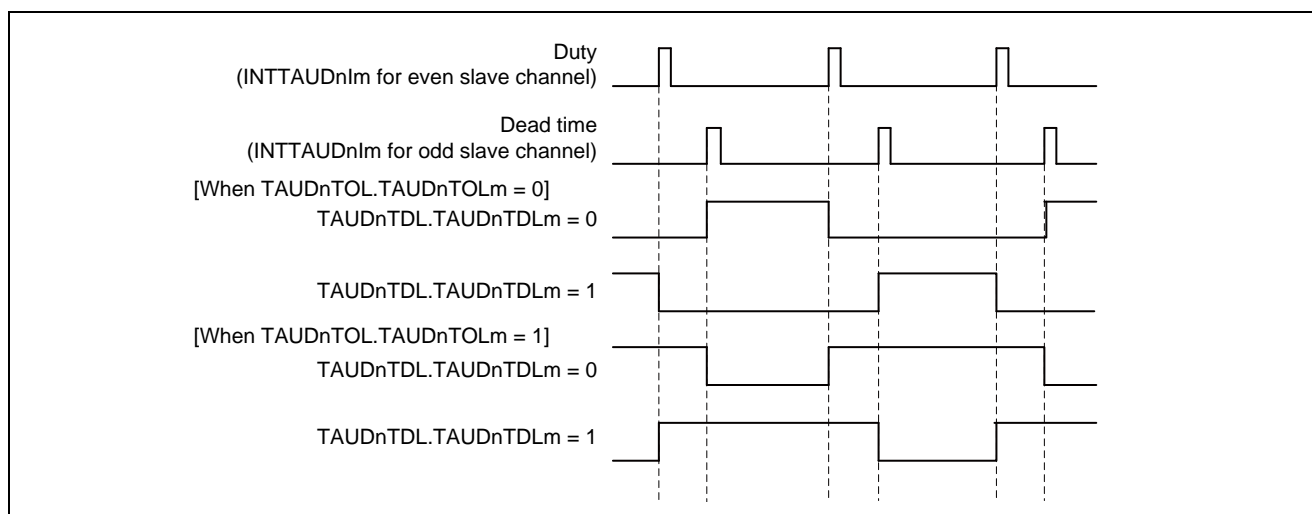 Duty
(INTTAUDnIm for even slave channel)
Dead time
(INTTAUDnIm for odd slave channel)
[When TAUDnTOL.TAUDnTOLm = 0]
TAUDnTDL.TAUDnTDLm = 0
TAUDnTDL.TAUDnTDLm = 1
[When TAUDnTOL.TAUDnTOLm = 1]
TAUDnTDL.TAUDnTDLm = 0
TAUDnTDL.TAUDnTDLm = 1